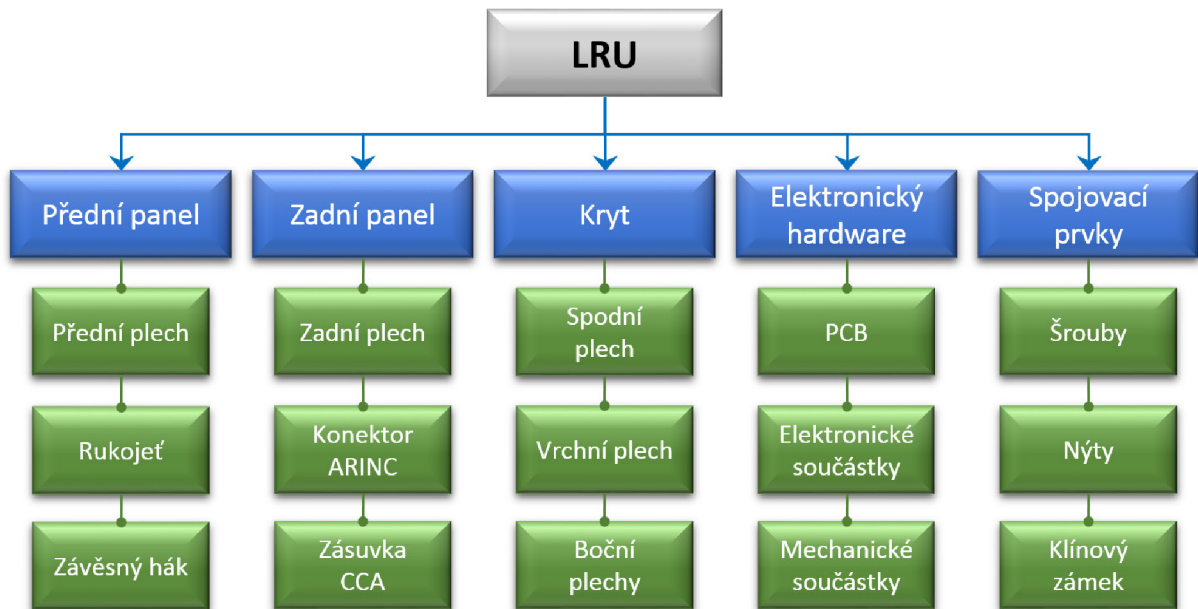 LRU
Přední panel
Zadní panel
Kryt
Elektronický
hardware
Spojovací
prvky
Přední plech
Zadní plech
Spodní
plech
PCB
Šrouby
Rukojeť
Konektor
ARINC
Vrchní plech
Elektronické
součástky
Nýty
Závěsný hák
Zásuvka
CCA
Boční
plechy
Mechanické
součástky
Klínový
zámek